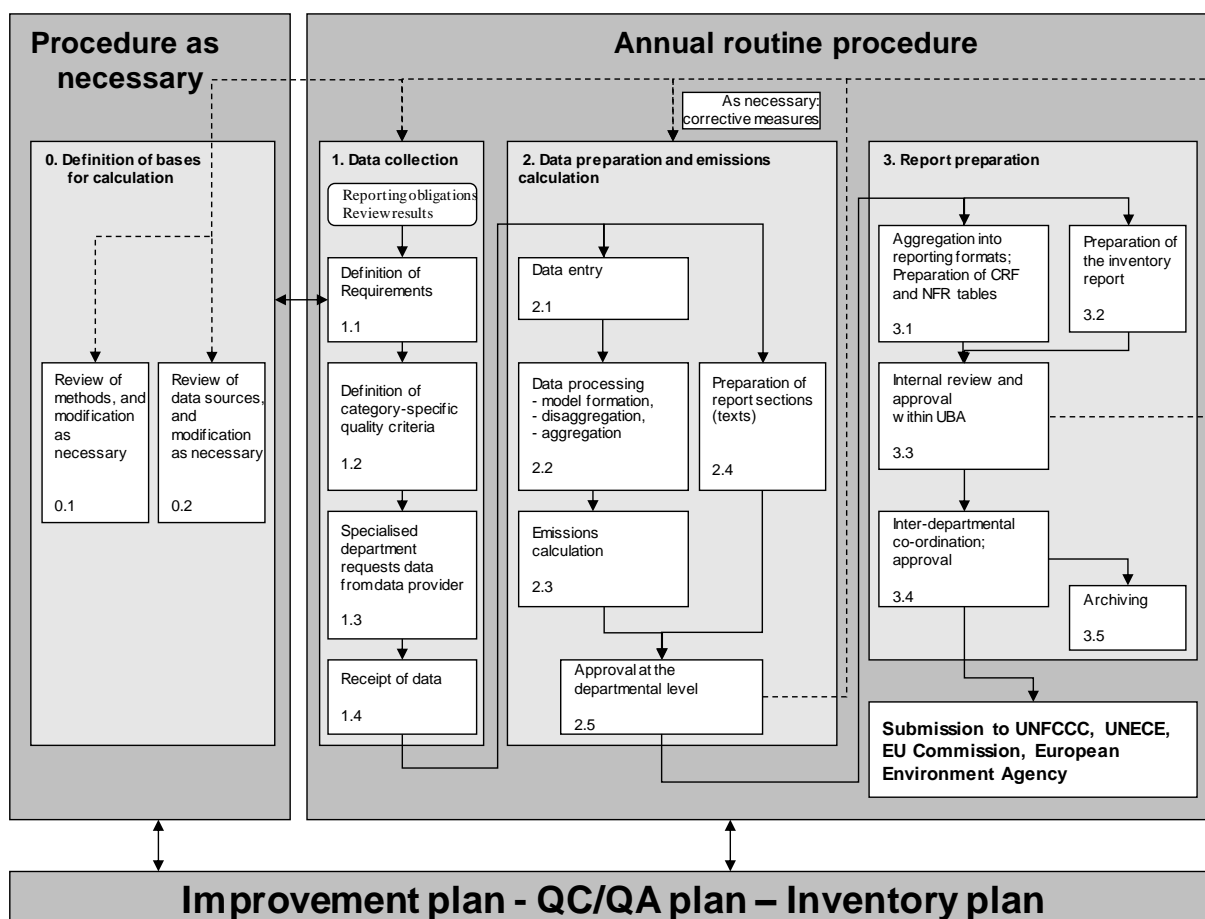 Procedure as
necessary
Annual routine procedure
As necessary:
corrective measures
0. Definition of bases
for calculation
Review of
methods, and
modification
as
necessary
0.1
Review of
data sources,
and
modification
as necessary
0.2
1. Data collection
Reporting obligations
Review results
Definition of
Requirements
1.1
Definition of
category-specific
quality criteria
1.2
Specialised
department
requests data
from data provider
1.3
Receipt of data
1.4
2. Data preparation and emissions
calculation
Data entry
2.1
Data processing
- model formation,
- disaggregation,
- aggregation
2.2
Emissions
calculation
2.3
Preparation of
report sections
(texts)
2.4
Approval at the
departmental level
2.5
3. Report preparation
Aggregation into
reporting formats;
Preparation of CRF
and NFR tables
3.1
Preparation of
the inventory
report
3.2
Internal review and
approval
within UBA
3.3
Inter-departmental
co-ordination;
approval
3.4
Archiving
3.5
Submission to UNFCCC, UNECE,
EU Commission, European
Environment Agency
Improvement plan - QC/QA plan – Inventory plan